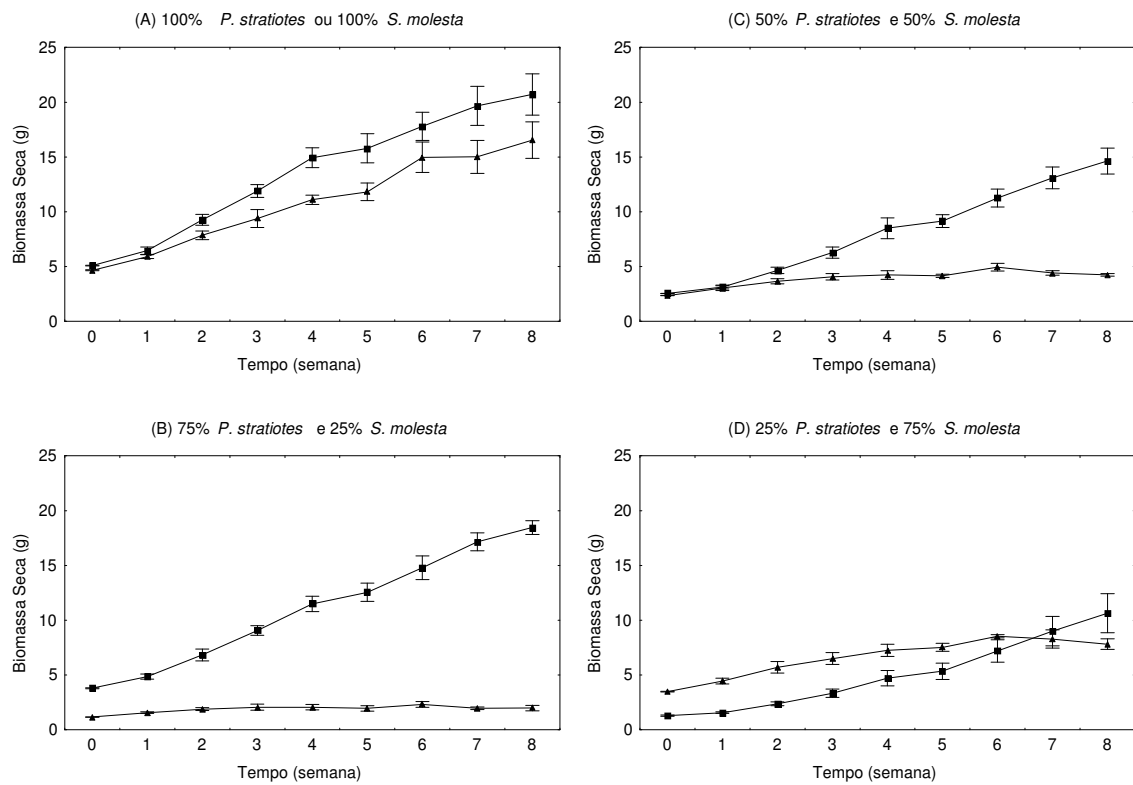 (A) 100% P. stratiotes ou 100% S. molesta
25
20
15
10
5
0
Biomassa Seca (g)
0 1 2 3 4 5 6 7 8
Tempo (semana)
(C) 50% P. stratiotes e 50% S. molesta
25
20
15
10
5
0
Biomassa Seca (g)
0 1 2 3 4 5 6 7 8
Tempo (semana)
(B) 75% P. stratiotes e 25% S. molesta
25
20
15
10
5
0
Biomassa Seca (g)
0 1 2 3 4 5 6 7 8
Tempo (semana)
(D) 25% P. stratiotes e 75% S. molesta
25
20
15
10
5
0
Biomassa Seca (g)
0 1 2 3 4 5 6 7 8
Tempo (semana)